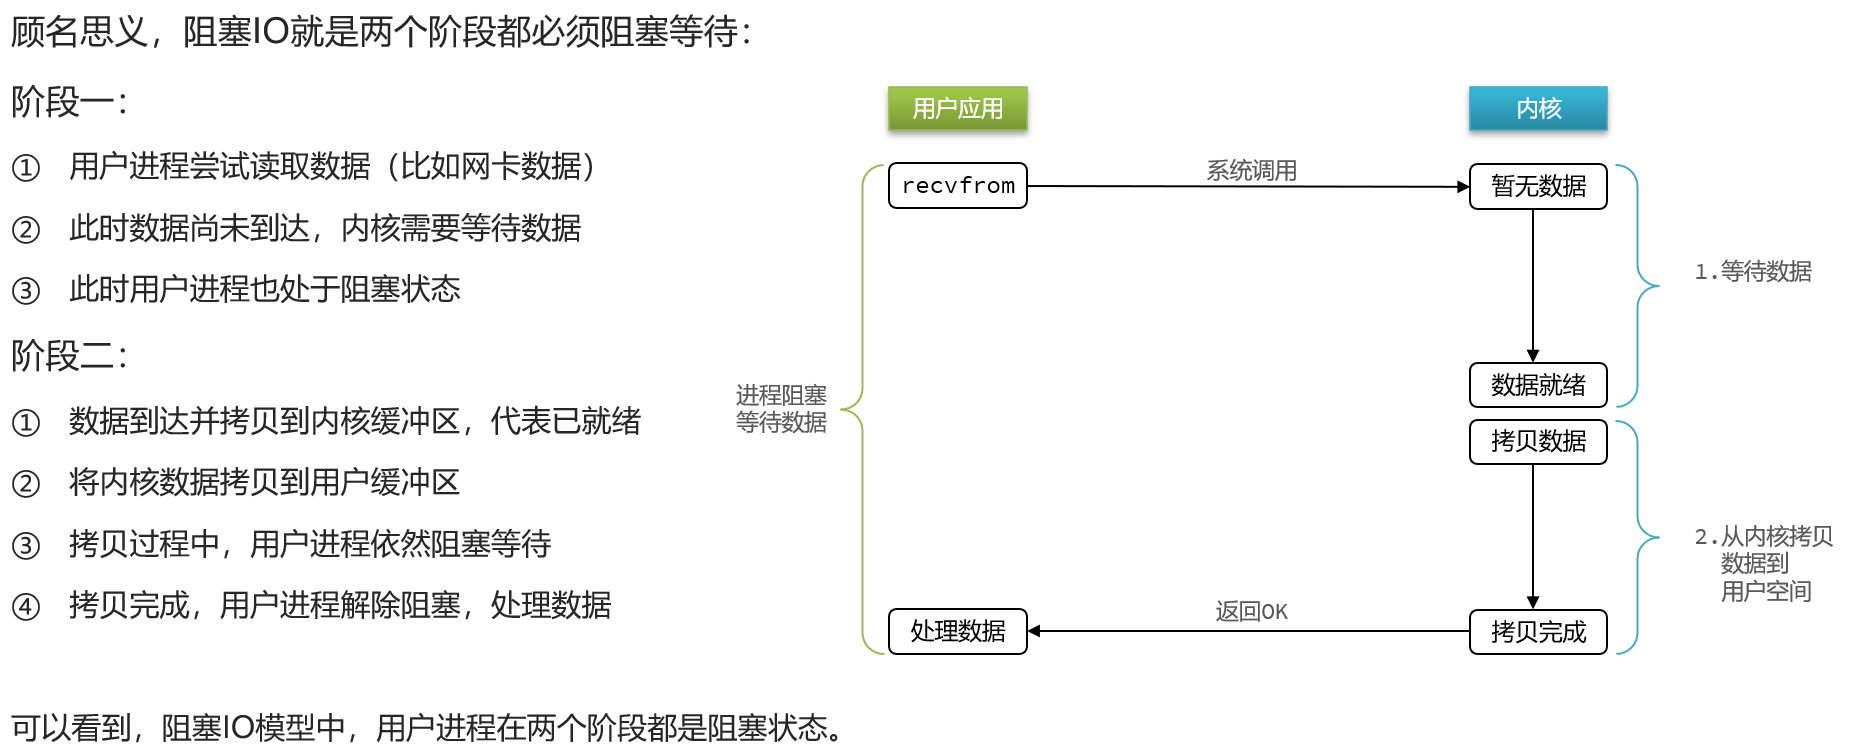 顾名思义，阻塞IO就是两个阶段都必须阻塞等待：
阶段一：
① 用户进程尝试读取数据（比如网卡数据）
② 此时数据尚未到达，内核需要等待数据
③ 此时用户进程也处于阻塞状态
阶段二：
① 数据到达并拷贝到内核缓冲区，代表已就绪
② 将内核数据拷贝到用户缓冲区
③ 拷贝过程中，用户进程依然阻塞等待
④ 拷贝完成，用户进程解除阻塞，处理数据
可以看到，阻塞IO模型中，用户进程在两个阶段都是阻塞状态。
用户应用
内核
recvfrom
系统调用
暂无数据
1.等待数据
数据就绪
进程阻塞
等待数据
拷贝数据
2.从内核拷贝
数据到
用户空间
处理数据
返回OK
拷贝完成